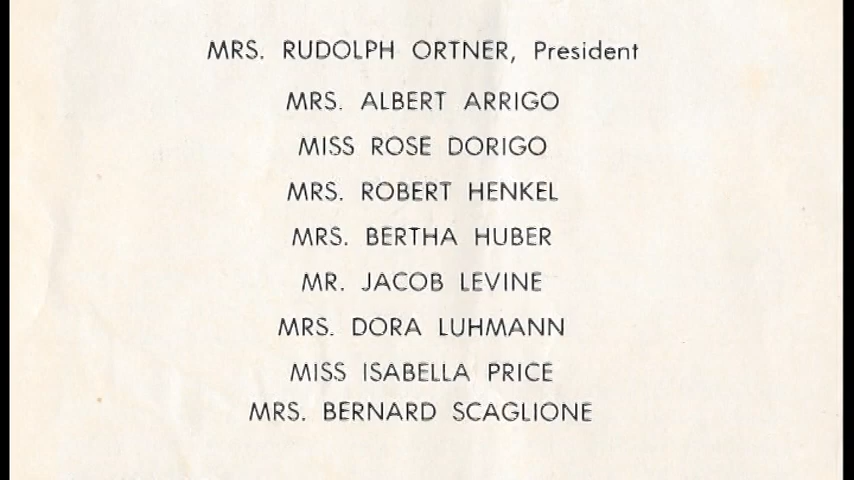 MRS. RUDOLPH ORTNER, President
MRS. ALBERT ARRIGO
MISS ROSE DORIGO
MRS. ROBERT HENKEL
MRS. BERTHA HUBER
MR. JACOB LEVINE
MRS. DORA LUHMANN
MISS ISABELLA PRICE
MRS. BERNARD SCAGLIONE